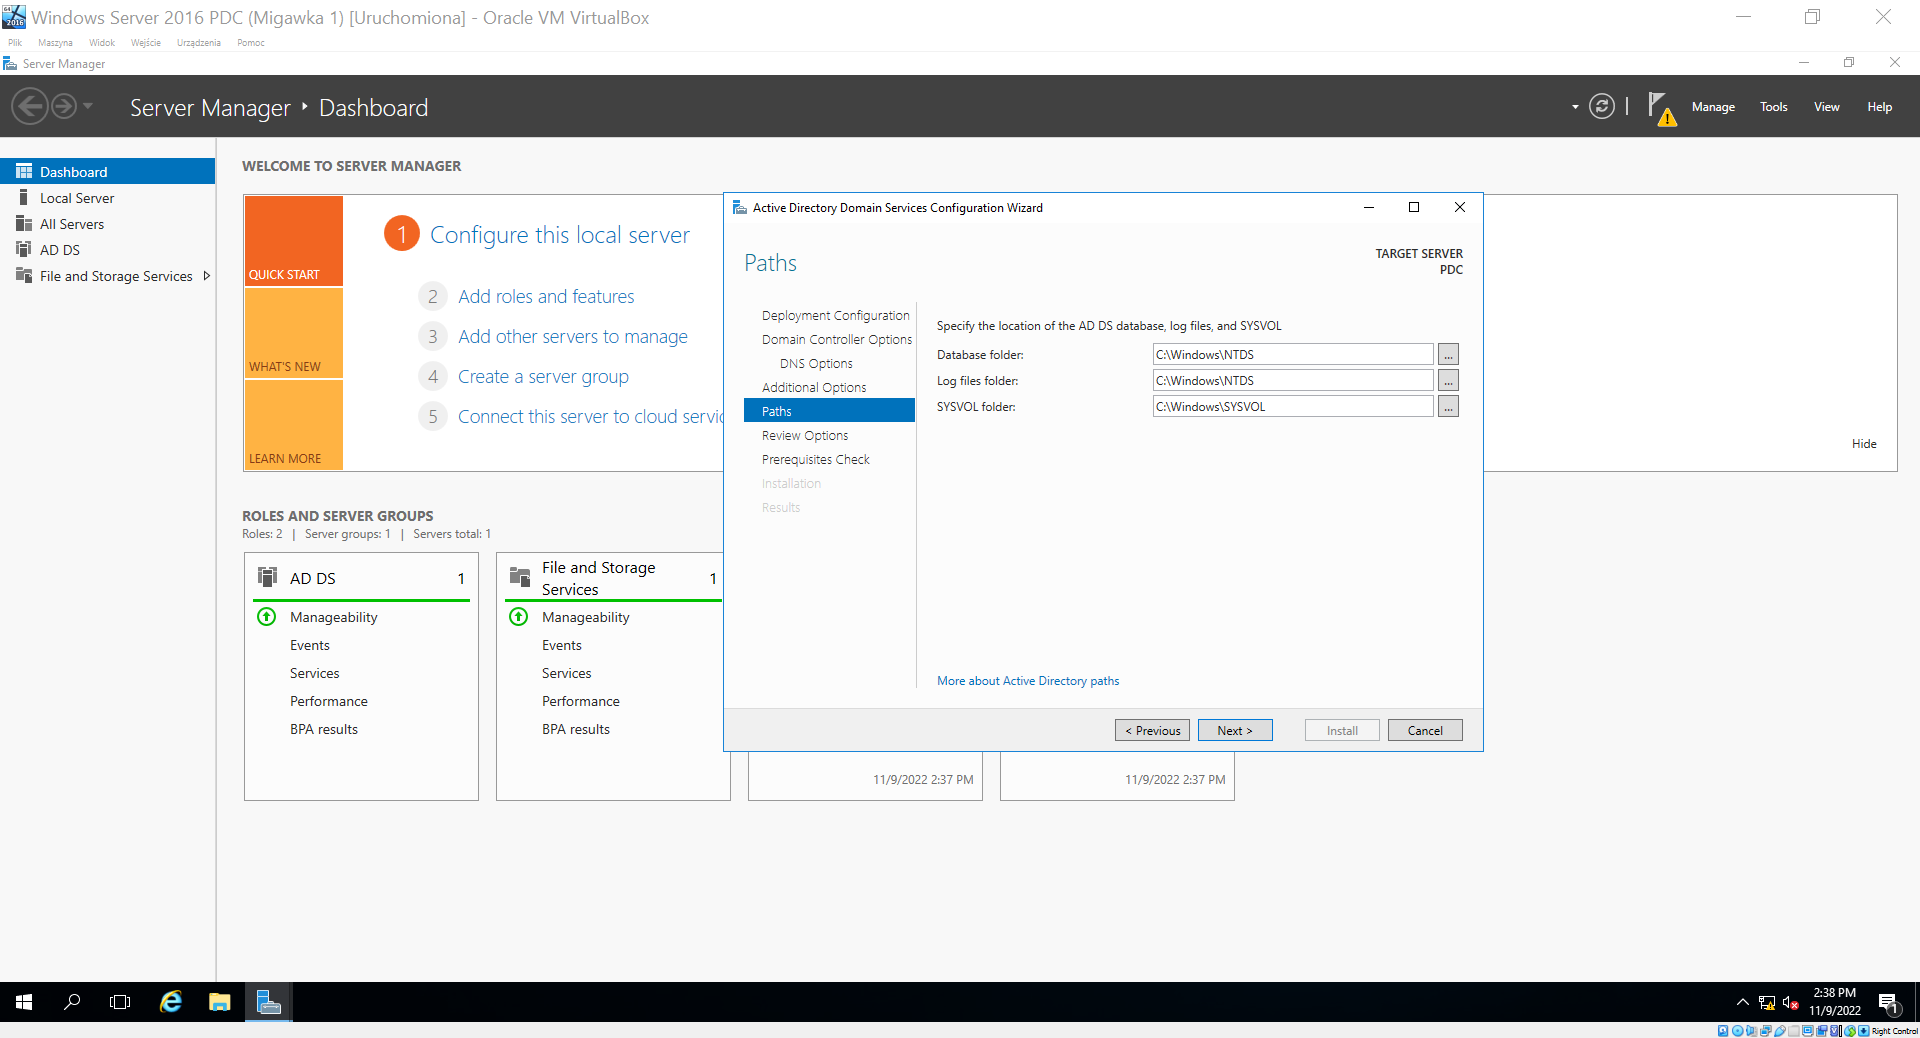 Windows Server 2016 PDC (Migawka 1) [Uruchomiona] - Oracle VM VirtualBox
Plik Maszyna Widok Wejście Urządzenia Pomoc
Server Manager
Server Manager Dashboard
Manage Tools View Help
Dashboard
Local Server
All Servers
AD DS
File and Storage Services
WELCOME TO SERVER MANAGER
QUICK START
WHAT'S NEW
LEARN MORE
1 Configure this local server
2 Add roles and features
3 Add other servers to manage
4 Create a server group
5 Connect this server to cloud servic
Hide
ROLES AND SERVER GROUPS
Roles: 2 | Server groups: 1 | Servers total: 1
AD DS 1
Manageability
Events
Services
Performance
BPA results
File and Storage
Services 1
Manageability
Events
Services
Performance
BPA results
11/9/2022 2:37 PM
11/9/2022 2:37 PM
Active Directory Domain Services Configuration Wizard
Paths
TARGET SERVER
PDC
Deployment Configuration
Domain Controller Options
DNS Options
Additional Options
Paths
Review Options
Prerequisites Check
Installation
Results
Specify the location of the AD DS database, log files, and SYSVOL
Database folder: C:\Windows\NTDS ...
Log files folder: C:\Windows\NTDS ...
SYSVOL folder: C:\Windows\SYSVOL ...
More about Active Directory paths
< Previous Next > Install Cancel
2:38 PM
11/9/2022
1
Right Control